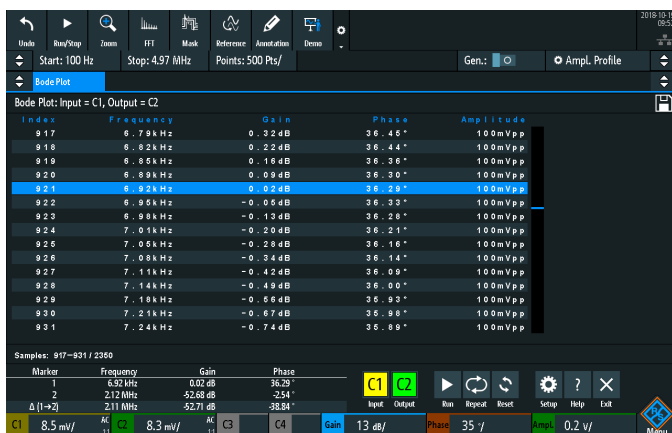 2018-10-1
09:5
Undo Run/Stop Zoom FFT Mask Reference Annotation Demo
Start: 100 Hz Stop: 4.97 MHz Points: 500 Pts/ Gen.: Ampl. Profile
Bode Plot
Bode Plot: Input = C1, Output = C2
Index Frequency Gain Phase Amplitude
917 6.79kHz 0.32dB 36.45° 100mVpp
918 6.82kHz 0.22dB 36.44° 100mVpp
919 6.85kHz 0.16dB 36.36° 100mVpp
920 6.89kHz 0.09dB 36.30° 100mVpp
921 6.92kHz 0.02dB 36.29° 100mVpp
922 6.95kHz -0.05dB 36.33° 100mVpp
923 6.98kHz -0.13dB 36.28° 100mVpp
924 7.01kHz -0.20dB 36.21° 100mVpp
925 7.05kHz -0.28dB 36.16° 100mVpp
926 7.08kHz -0.34dB 36.14° 100mVpp
927 7.11kHz -0.42dB 36.09° 100mVpp
928 7.14kHz -0.49dB 36.00° 100mVpp
929 7.18kHz -0.56dB 35.93° 100mVpp
930 7.21kHz -0.67dB 35.98° 100mVpp
931 7.24kHz -0.74dB 35.89° 100mVpp
Samples: 917-931 / 2350
Marker Frequency Gain Phase
1 6.92 kHz 0.02 dB 36.29 °
2 2.12 MHz -52.68 dB -2.54 °
Δ (1→2) 2.11 MHz -52.71 dB -38.84 °
C1 C2
Input Output Run Repeat Reset Setup Help Exit
C1 8.5 mV/ AC 1:1 C2 8.3 mV/ AC 1:1 C3 C4 Gain 13 dB/ Phase 35 °/ Ampl. 0.2 V/ Menu